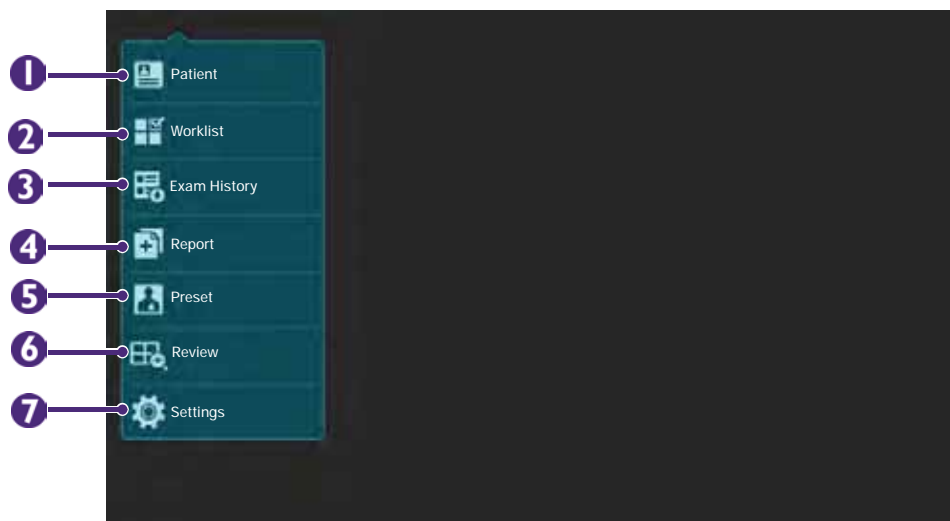 1 Patient
2 Worklist
3 Exam History
4 Report
5 Preset
6 Review
7 Settings